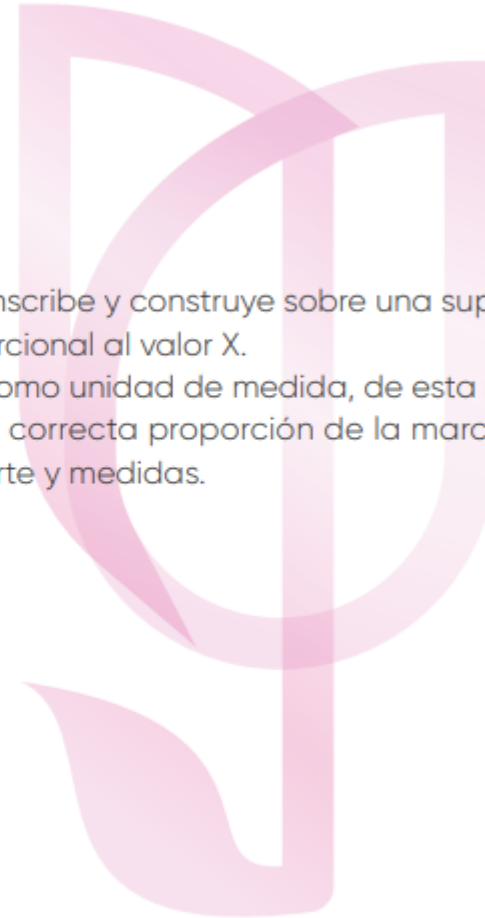 nscribe y construye sobre una sup
rcional al valor X.
omo unidad de medida, de esta
correcta proporción de la marc
rte y medidas.